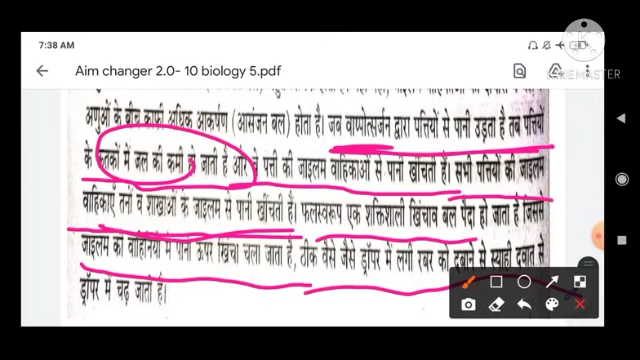 7:38 AM
Aim changer 2.0- 10 biology 5.pdf
अणुओं के बीच काफी अधिक आकर्षण (आसंजन बल) होता है। जब वाष्पोत्सर्जन द्वारा पत्तियों से पानी उड़ता है तब पत्तियों
के ऊतकों में जल की कमी हो जाती है और वे पत्ती की जाइलम वाहिकाओं से पानी खींचती है। सभी पत्तियों की जाइलम
वाहिकाएँ तनों व शाखाओं के जाइलम से पानी खींचती हैं। फलस्वरूप एक शक्तिशाली खिंचाव बल पैदा हो जाता है जिससे
जाइलम की वाहिनियों में पानी ऊपर खिंचा चला जाता है, ठीक वैसे जैसे ड्रॉपर में लगी रबर को दबाने से स्याही दवात से
ड्रॉपर में चढ़ जाती है।